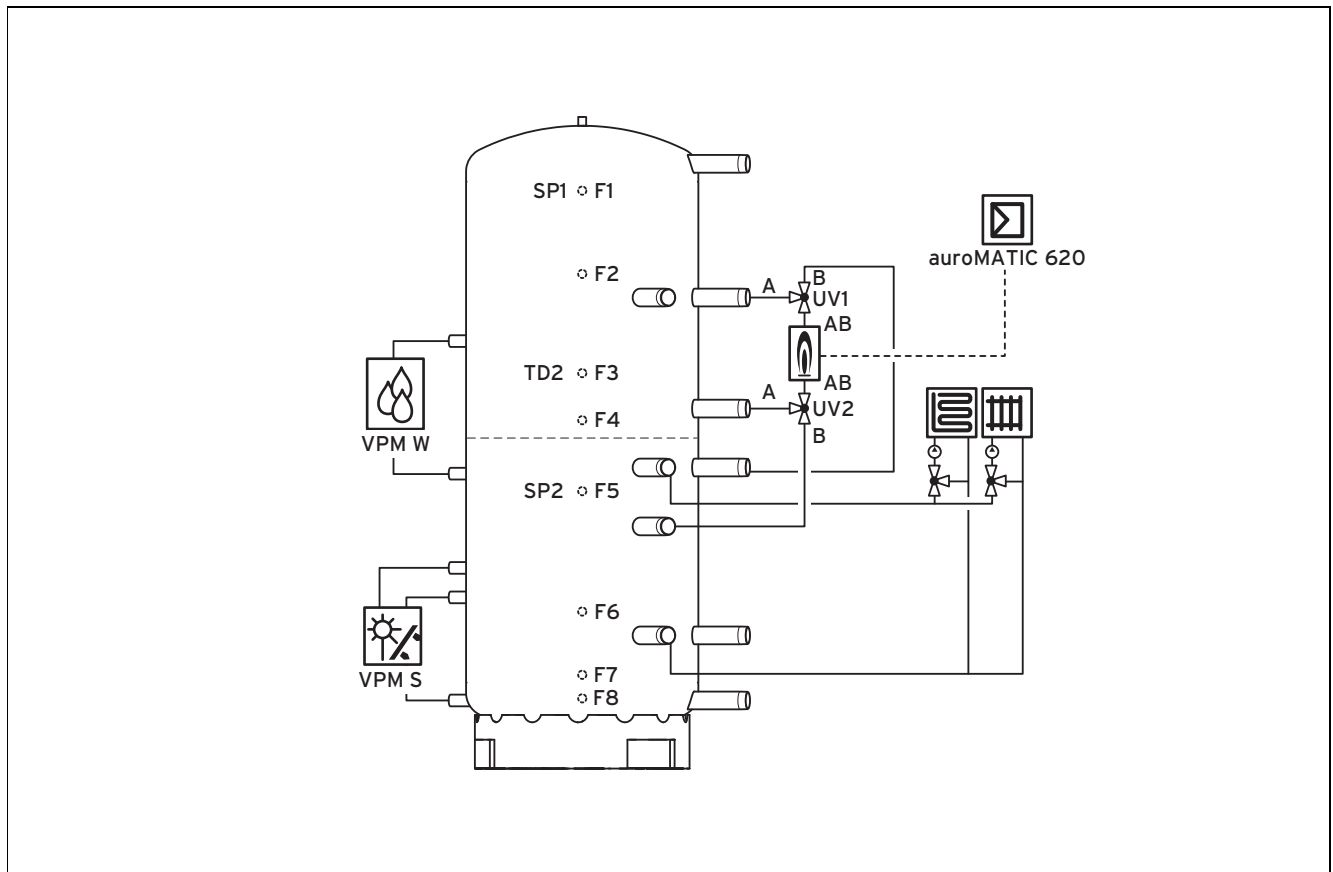 SP1 F1
auroMATIC 620
F2
B
A
UV1
AB
TD2 F3
AB
A
UV2
F4
B
VPM W
SP2 F5
F6
F7
VPM S
F8